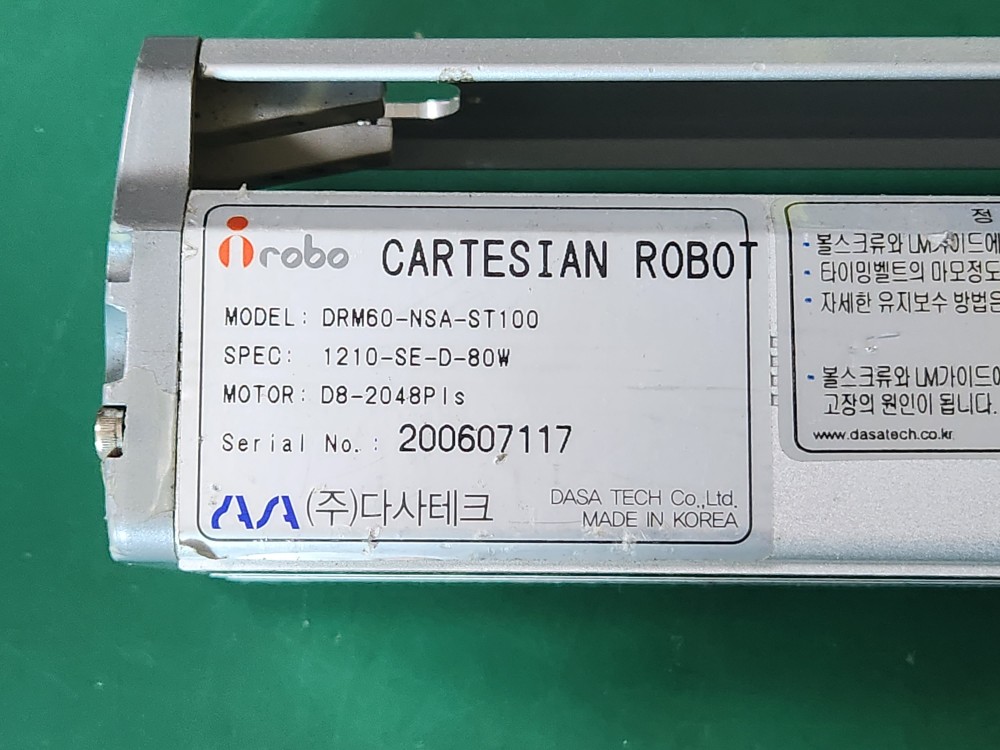 irobo CARTESIAN ROBOT
MODEL: DRM60-NSA-ST100
SPEC: 1210-SE-D-80W
MOTOR: D8-2048Pls
Serial No.: 200607117
(주)다사테크
DASA TECH Co.,Ltd.
MADE IN KOREA
정
• 볼스크류와 LM가이드에
• 타이밍벨트의 마모정도
• 자세한 유지보수 방법은
• 볼스크류와 LM가이드에
고장의 원인이 됩니다.
www.dasatech.co.kr